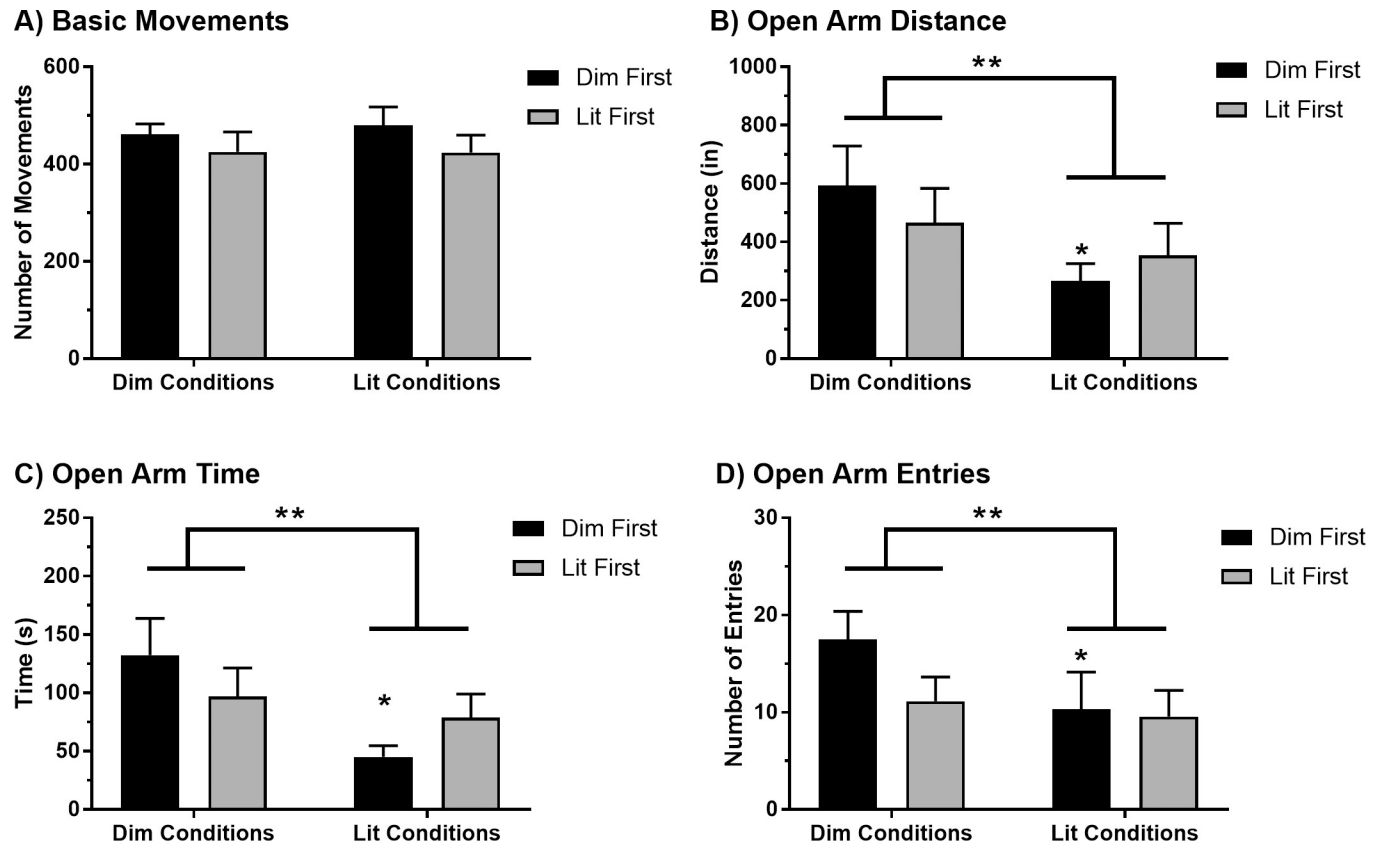 A) Basic Movements
600
400
200
0
Number of Movements
Dim First
Lit First
Dim Conditions
Lit Conditions
B) Open Arm Distance
1000
800
600
400
200
0
Distance (in)
**
*
Dim First
Lit First
Dim Conditions
Lit Conditions
C) Open Arm Time
250
200
150
100
50
0
Time (s)
**
*
Dim First
Lit First
Dim Conditions
Lit Conditions
D) Open Arm Entries
30
20
10
0
Number of Entries
**
*
Dim First
Lit First
Dim Conditions
Lit Conditions